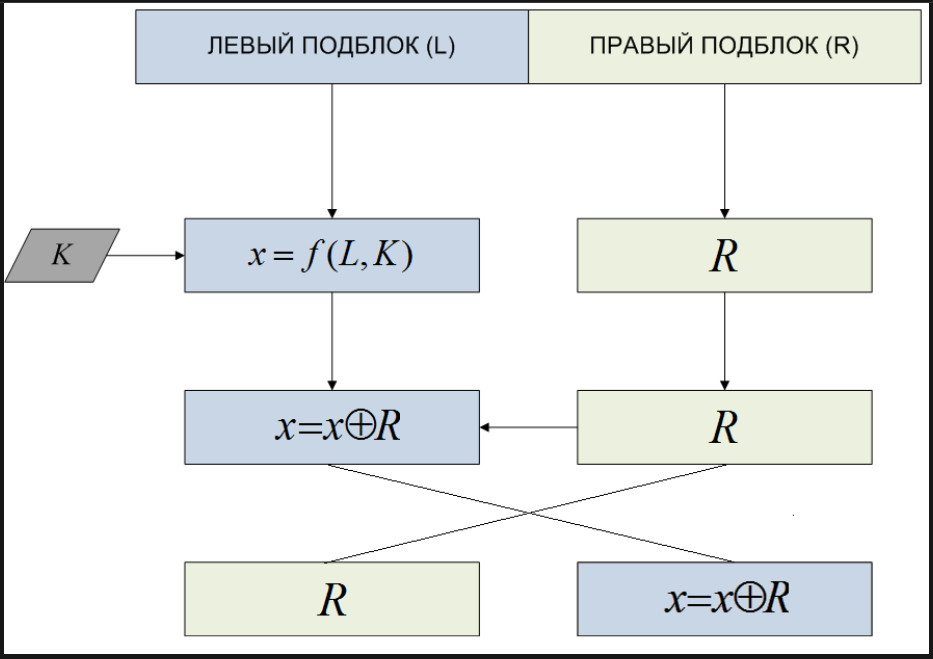 ЛЕВЫЙ ПОДБЛОК (L) ПРАВЫЙ ПОДБЛОК (R)
K x = f (L, K) R
x=x⊕R R
R x=x⊕R